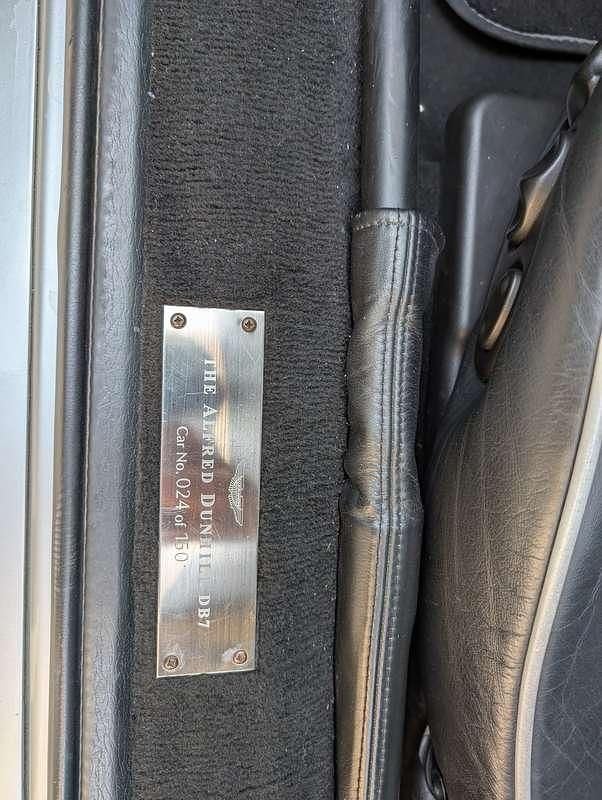 THE ALFRED DUNHILL DB7
Car No. 024 of 150